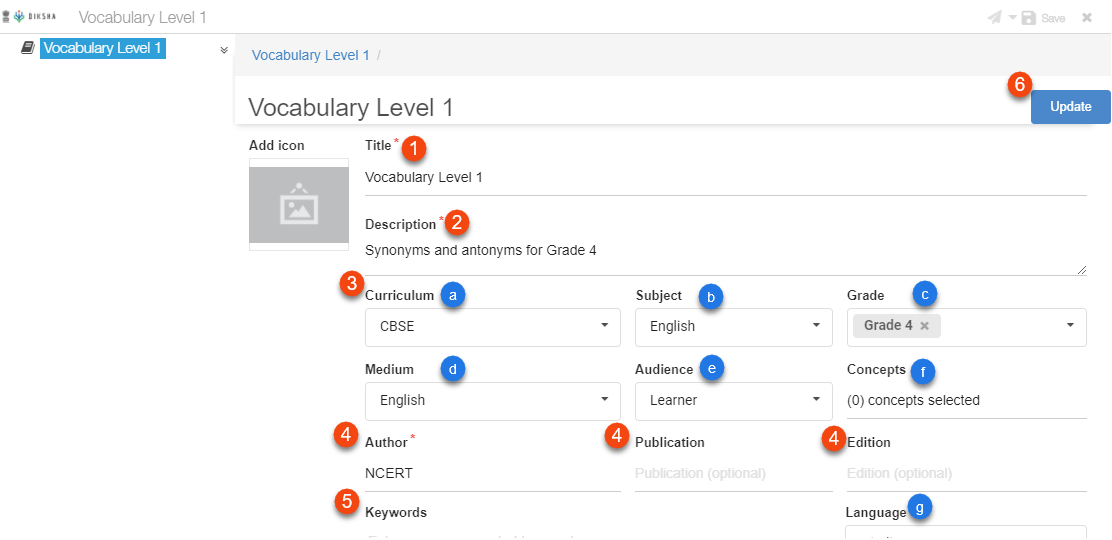 DIKSHA Vocabulary Level 1 Save
Vocabulary Level 1
Vocabulary Level 1 /
6
Vocabulary Level 1 Update
Add icon Title * 1
Vocabulary Level 1
Description * 2
Synonyms and antonyms for Grade 4
3 Curriculum a Subject b Grade c
CBSE English Grade 4 ×
Medium d Audience e Concepts f
English Learner (0) concepts selected
4 Author * 4 Publication 4 Edition
NCERT Publication (optional) Edition (optional)
5 Keywords Language g